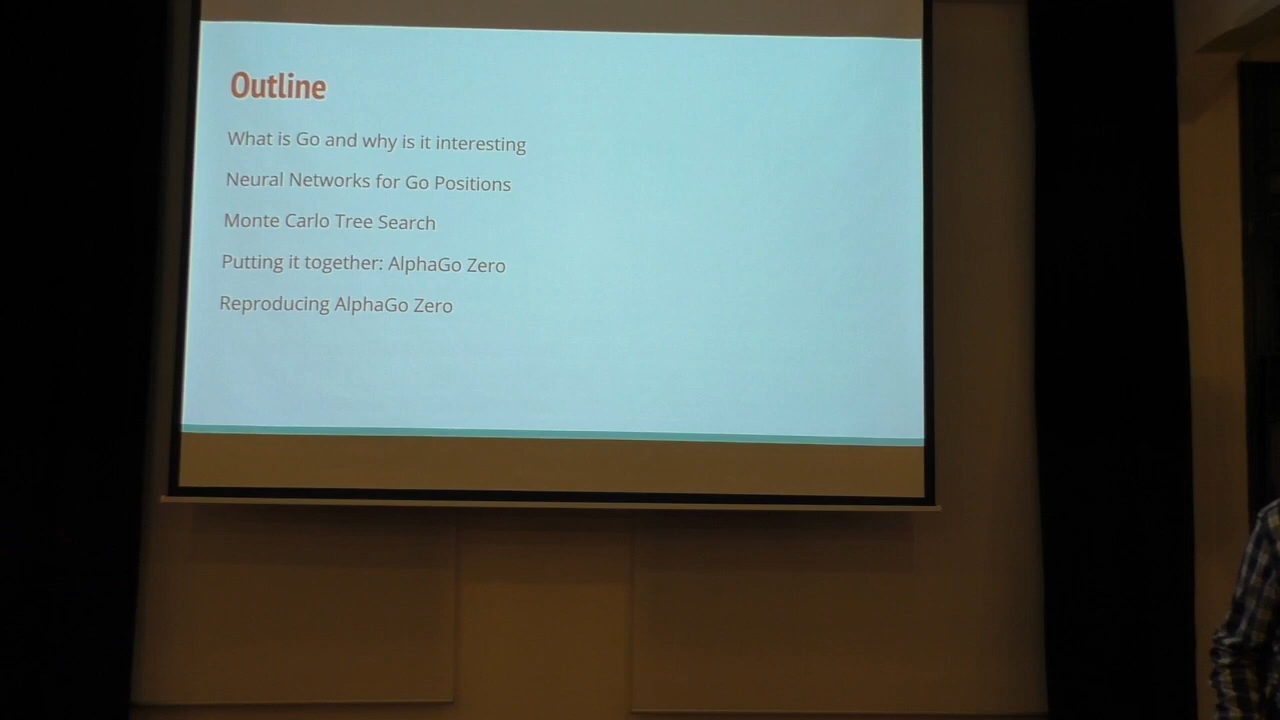 Outline
What is Go and why is it interesting
Neural Networks for Go Positions
Monte Carlo Tree Search
Putting it together: AlphaGo Zero
Reproducing AlphaGo Zero